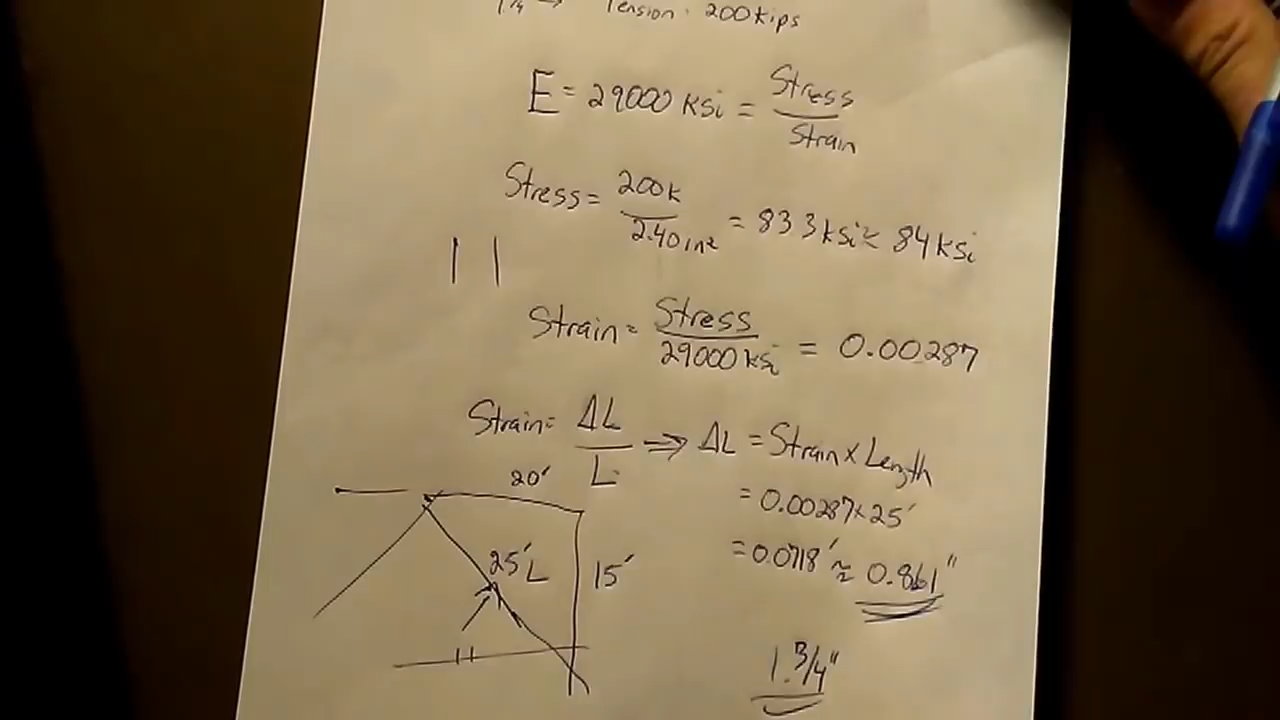 Tension: 200 kips
E = 29000 ksi = Stress / Strain
Stress = 200k / 2.40 in² = 83 3 ksi ≈ 84 ksi
Strain = Stress / 29000 ksi = 0.00287
Strain = ΔL / L ⇒ ΔL = Strain x Length
= 0.00287 x 25'
= 0.0718' ≈ 0.861"
20'
25' L
15'
1.3/4"